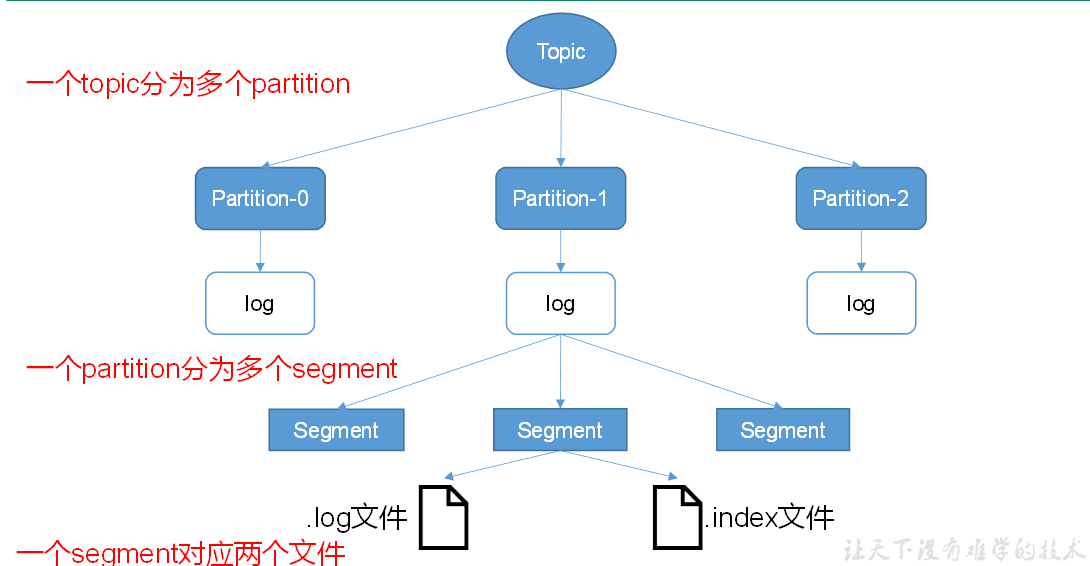 Topic
一个topic分为多个partition
Partition-0
Partition-1
Partition-2
log
log
log
一个partition分为多个segment
Segment
Segment
Segment
.log文件
.index文件
一个segment对应两个文件
让天下没有难学的技术